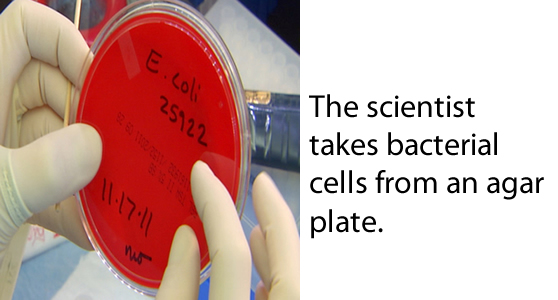 E. coli
25922
11·17·11
The scientist
takes bacterial
cells from an agar
plate.